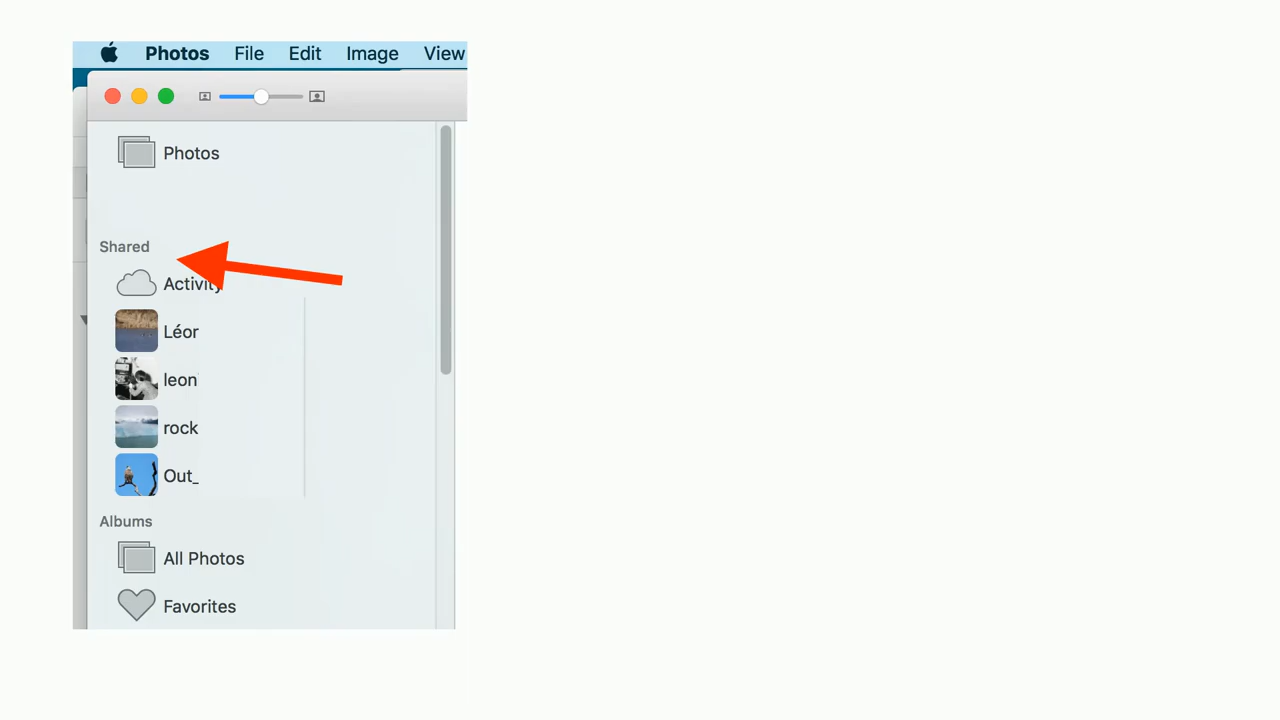 Photos File Edit Image View
Photos
Shared
Activity
Léor
leon
rock
Out_
Albums
All Photos
Favorites